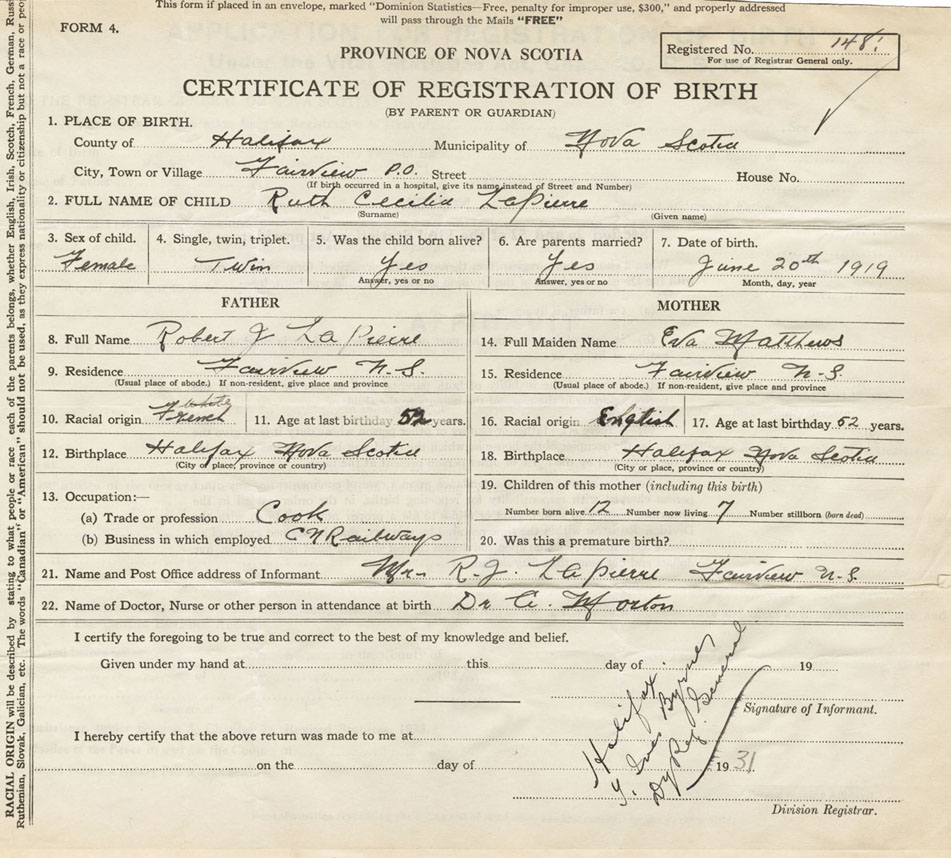 This form if placed in an envelope, marked "Dominion Statistics—Free, penalty for improper use, $300," and properly addressed
will pass through the Mails "FREE"
FORM 4.
PROVINCE OF NOVA SCOTIA
Registered No. 148
For use of Registrar General only.
CERTIFICATE OF REGISTRATION OF BIRTH
(BY PARENT OR GUARDIAN)
1. PLACE OF BIRTH.
County of Halifax Municipality of Nova Scotia
City, Town or Village Fairview P.O. Street House No.
(If birth occurred in a hospital, give its name instead of Street and Number)
2. FULL NAME OF CHILD Ruth Cecilia LaPierre
(Surname) (Given name)
3. Sex of child. 4. Single, twin, triplet. 5. Was the child born alive? 6. Are parents married? 7. Date of birth.
Female Twin Yes Yes June 20th 1919
Answer, yes or no Answer, yes or no Month, day, year
FATHER MOTHER
8. Full Name Robert J LaPierre 14. Full Maiden Name Eva Matthews
9. Residence Fairview N.S. 15. Residence Fairview N-S.
(Usual place of abode.) If non-resident, give place and province (Usual place of abode.) If non-resident, give place and province
white
10. Racial origin French 11. Age at last birthday 52 years. 16. Racial origin English 17. Age at last birthday 52 years.
12. Birthplace Halifax Nova Scotia 18. Birthplace Halifax Nova Scotia
(City or place, province or country) (City or place, province or country)
13. Occupation:— 19. Children of this mother (including this birth)
(a) Trade or profession Cook Number born alive 12 Number now living 7 Number stillborn (born dead)
(b) Business in which employed CN Railways 20. Was this a premature birth?
21. Name and Post Office address of Informant Mr- R.J. LaPierre Fairview N-S.
22. Name of Doctor, Nurse or other person in attendance at birth Dr A. Morton
I certify the foregoing to be true and correct to the best of my knowledge and belief.
Given under my hand at this day of 19
Signature of Informant.
I hereby certify that the above return was made to me at
on the day of 1931
Halifax
Byrnes
Dy Reg. General
Division Registrar.
RACIAL ORIGIN will be described by stating to what people or race each of the parents belongs, whether English, Irish, Scotch, French, German,
Ruthenian, Slovak, Galician, etc. The words "Canadian" or "American" should not be used, as they express nationality or citizenship but not a race or